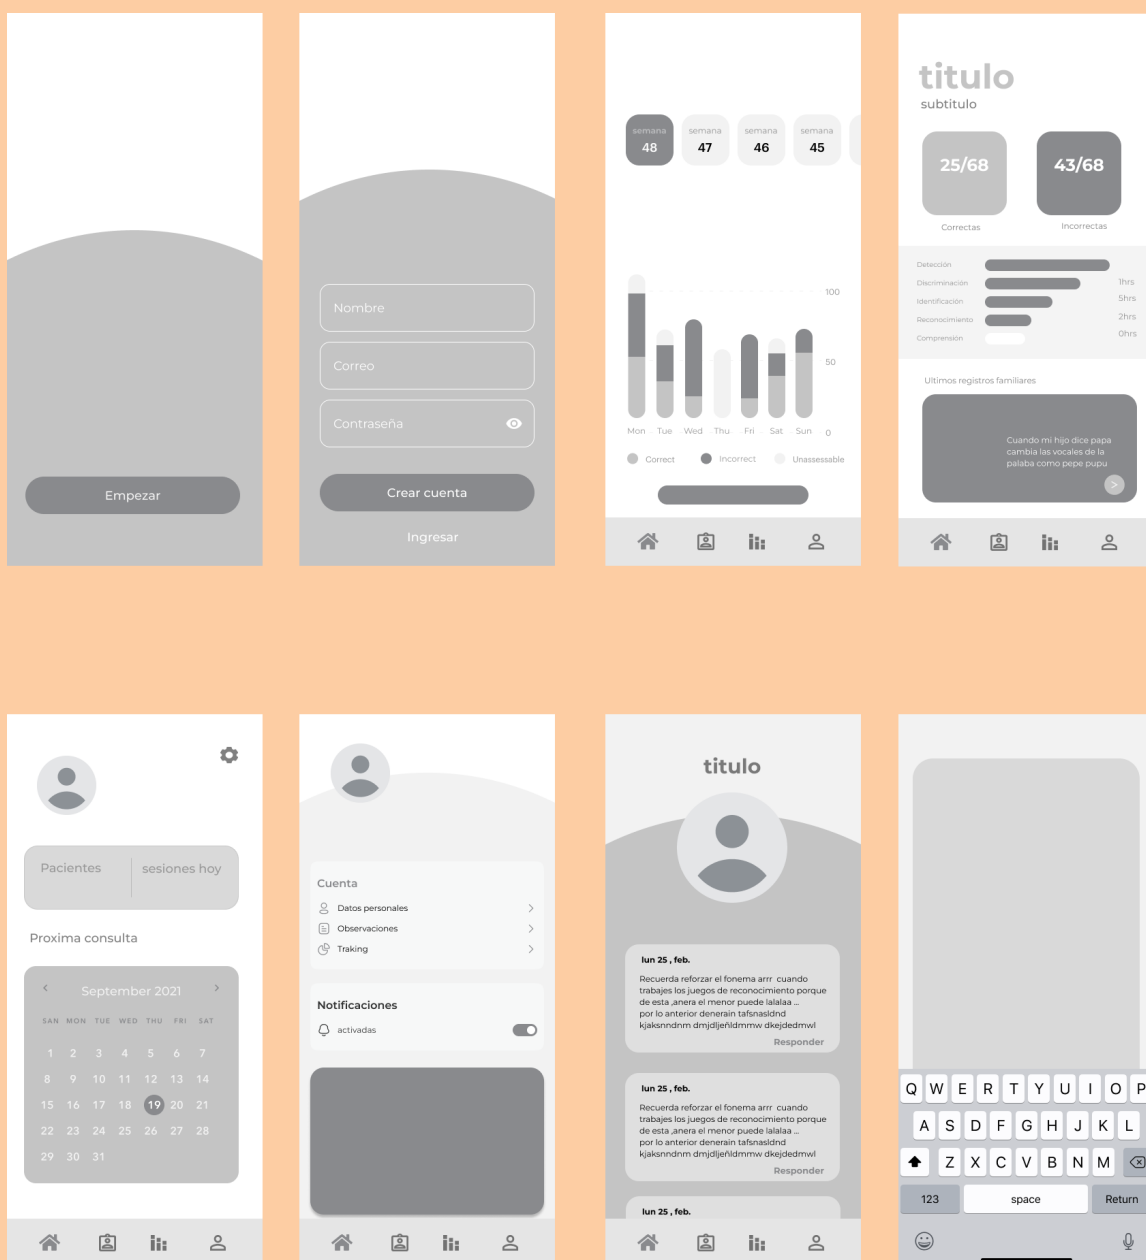 Empezar
Nombre
Correo
Contraseña
Crear cuenta
Ingresar
semana semana semana semana
48 47 46 45
100
50
0
Mon Tue Wed Thu Fri Sat Sun
Correct Incorrect Unassessable
titulo
subtitulo
25/68 43/68
Correctas Incorrectas
Detección
Discriminación 1hrs
Identificación 5hrs
Reconocimiento 2hrs
Comprensión 0hrs
Ultimos registros familiares
Cuando mi hijo dice papa
cambia las vocales de la
palaba como pepe pupu
>
Pacientes sesiones hoy
Proxima consulta
< September 2021 >
SAN MON TUE WED THU FRI SAT
1 2 3 4 5 6 7
8 9 10 11 12 13 14
15 16 17 18 19 20 21
22 23 24 25 26 27 28
29 30 31
Cuenta
Datos personales >
Observaciones >
Traking >
Notificaciones
activadas
titulo
lun 25 , feb.
Recuerda reforzar el fonema arrr cuando
trabajes los juegos de reconocimiento porque
de esta ,anera el menor puede lalalaa ...
por lo anterior denerain tafsnasldnd
kjaksnndnm dmjdljeñldmmw dkejdedmwl
Responder
lun 25 , feb.
Recuerda reforzar el fonema arrr cuando
trabajes los juegos de reconocimiento porque
de esta ,anera el menor puede lalalaa ...
por lo anterior denerain tafsnasldnd
kjaksnndnm dmjdljeñldmmw dkejdedmwl
Responder
lun 25 , feb.
Q W E R T Y U I O P
A S D F G H J K L
Z X C V B N M
123 space Return